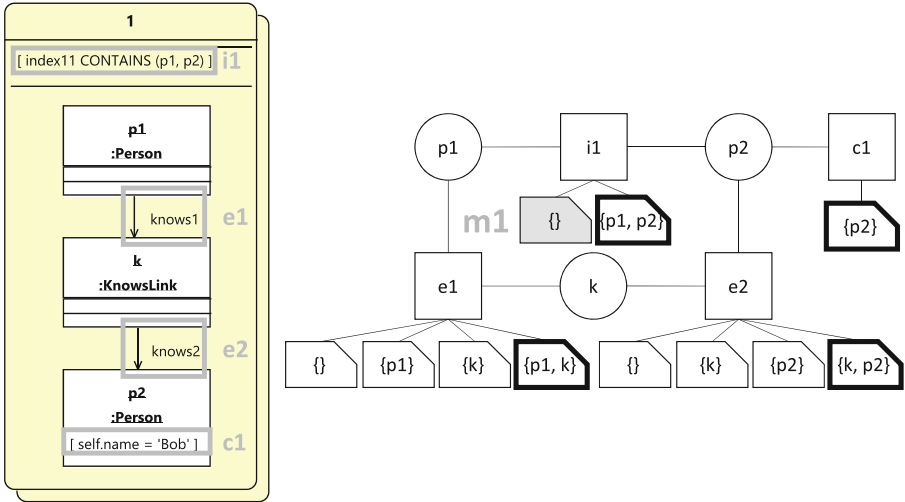 1
[ index11 CONTAINS (p1, p2) ] i1
p1
:Person
knows1 e1
k
:KnowsLink
knows2 e2
p2
:Person
[ self.name = 'Bob' ] c1
p1 i1 p2 c1
m1 {} {p1, p2} {p2}
e1 k e2
{} {p1} {k} {p1, k} {} {k} {p2} {k, p2}